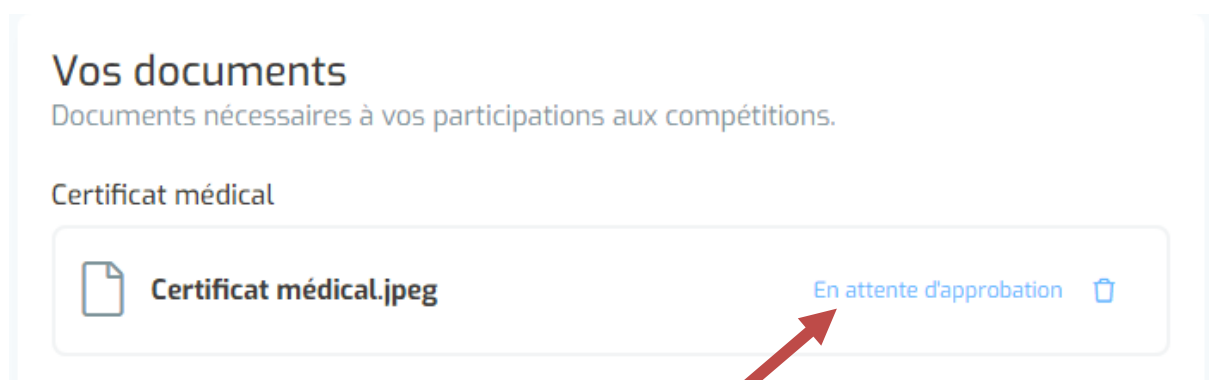 Vos documents
Documents nécessaires à vos participations aux compétitions.
Certificat médical
Certificat médical.jpeg En attente d'approbation